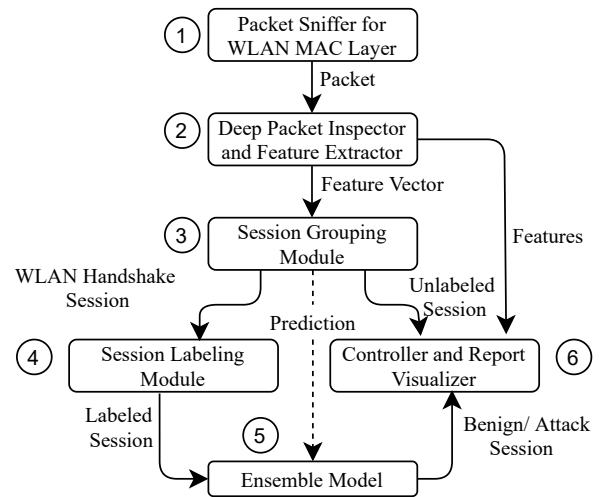 1
Packet Sniffer for
WLAN MAC Layer
Packet
2
Deep Packet Inspector
and Feature Extractor
Feature Vector
3
Session Grouping
Module
Features
WLAN Handshake
Session
Prediction
Unlabeled
Session
4
Session Labeling
Module
Controller and Report
Visualizer
6
Labeled
Session
5
Benign/ Attack
Session
Ensemble Model